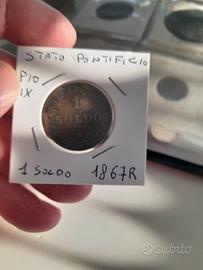 STATO PONTIFICIO
PIO
IX
1
SOLDO
1 SOLDO 1867R
subito